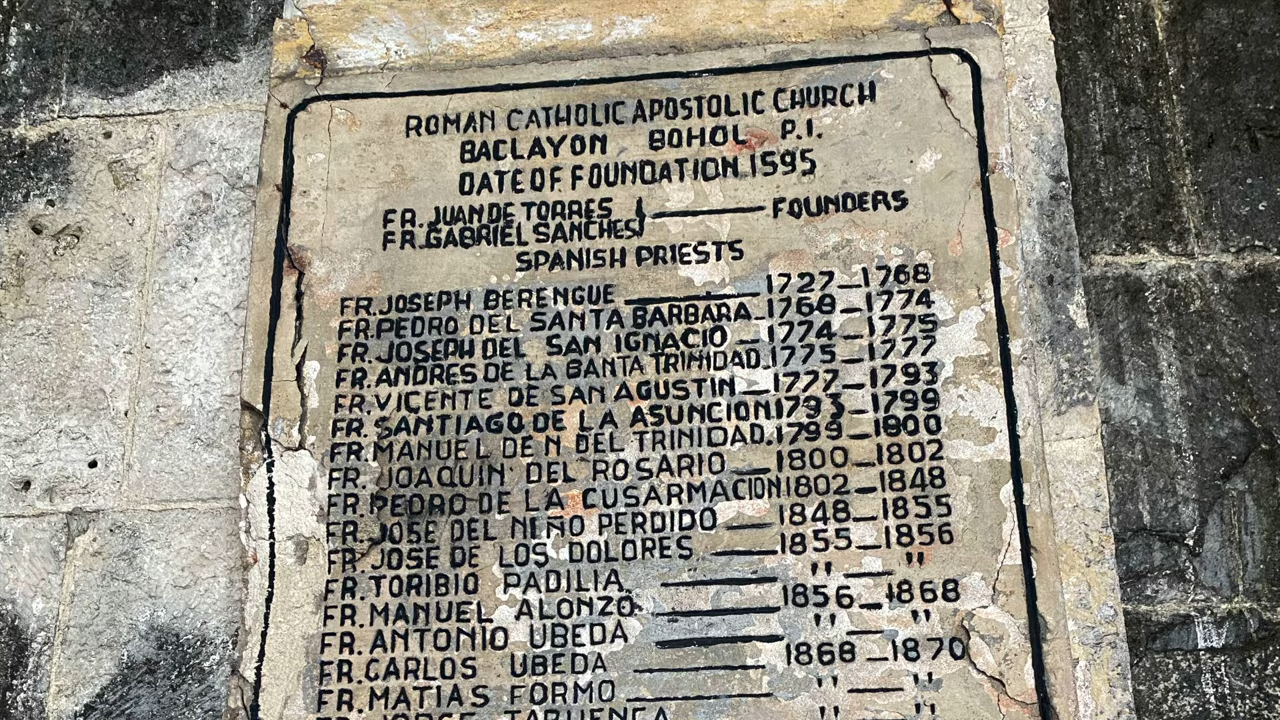 ROMAN CATHOLIC APOSTOLIC CHURCH
BACLAYON BOHOL P.I.
DATE OF FOUNDATION 1595
FR. JUAN DE TORRES
FR. GABRIEL SANCHES } —— FOUNDERS
SPANISH PRIESTS
FR. JOSEPH BERENGUE —— 1727—1768
FR. PEDRO DEL SANTA BARBARA—1768—1774
FR. JOSEPH DEL SAN IGNACIO — 1774—1775
FR. ANDRES DE LA BANTA TRINIDAD. 1775—1777
FR. VICENTE DE SAN AGUSTIN — 1777—1793
FR. SANTIAGO DE LA ASUNCION. 1793—1799
FR. MANUEL DE N DEL TRINIDAD. 1799—1800
FR. JOAQUIN DEL ROSARIO — 1800—1802
FR. PEDRO DE LA CUSARMACION 1802—1848
FR. JOSE DEL NIÑO PERDIDO — 1848—1855
FR. JOSE DE LOS DOLORES — 1855—1856
FR. TORIBIO PADILIA —— " — "
FR. MANUEL ALONZO —— 1856—1868
FR. ANTONIO UBEDA —— " — "
FR. CARLOS UBEDA —— 1868—1870
FR. MATIAS FORMO —— " — "
FR. JORGE TABUENCA " — "